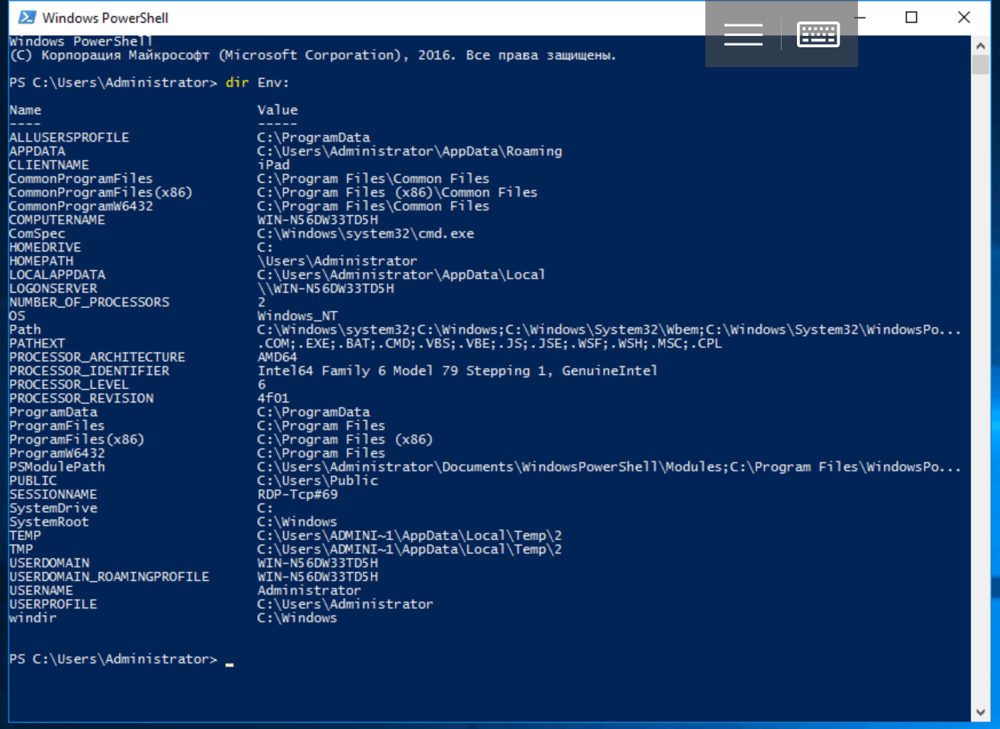 Windows PowerShell
Windows PowerShell
(C) Корпорация Майкрософт (Microsoft Corporation), 2016. Все права защищены.
PS C:\Users\Administrator> dir Env:
Name Value
---- -----
ALLUSERSPROFILE C:\ProgramData
APPDATA C:\Users\Administrator\AppData\Roaming
CLIENTNAME iPad
CommonProgramFiles C:\Program Files\Common Files
CommonProgramFiles(x86) C:\Program Files (x86)\Common Files
CommonProgramW6432 C:\Program Files\Common Files
COMPUTERNAME WIN-N56DW33TD5H
ComSpec C:\Windows\system32\cmd.exe
HOMEDRIVE C:
HOMEPATH \Users\Administrator
LOCALAPPDATA C:\Users\Administrator\AppData\Local
LOGONSERVER \\WIN-N56DW33TD5H
NUMBER_OF_PROCESSORS 2
OS Windows_NT
Path C:\Windows\system32;C:\Windows;C:\Windows\System32\Wbem;C:\Windows\System32\WindowsPo...
PATHEXT .COM;.EXE;.BAT;.CMD;.VBS;.VBE;.JS;.JSE;.WSF;.WSH;.MSC;.CPL
PROCESSOR_ARCHITECTURE AMD64
PROCESSOR_IDENTIFIER Intel64 Family 6 Model 79 Stepping 1, GenuineIntel
PROCESSOR_LEVEL 6
PROCESSOR_REVISION 4f01
ProgramData C:\ProgramData
ProgramFiles C:\Program Files
ProgramFiles(x86) C:\Program Files (x86)
ProgramW6432 C:\Program Files
PSModulePath C:\Users\Administrator\Documents\WindowsPowerShell\Modules;C:\Program Files\WindowsPo...
PUBLIC C:\Users\Public
SESSIONNAME RDP-Tcp#69
SystemDrive C:
SystemRoot C:\Windows
TEMP C:\Users\ADMINI~1\AppData\Local\Temp\2
TMP C:\Users\ADMINI~1\AppData\Local\Temp\2
USERDOMAIN WIN-N56DW33TD5H
USERDOMAIN_ROAMINGPROFILE WIN-N56DW33TD5H
USERNAME Administrator
USERPROFILE C:\Users\Administrator
windir C:\Windows
PS C:\Users\Administrator> _